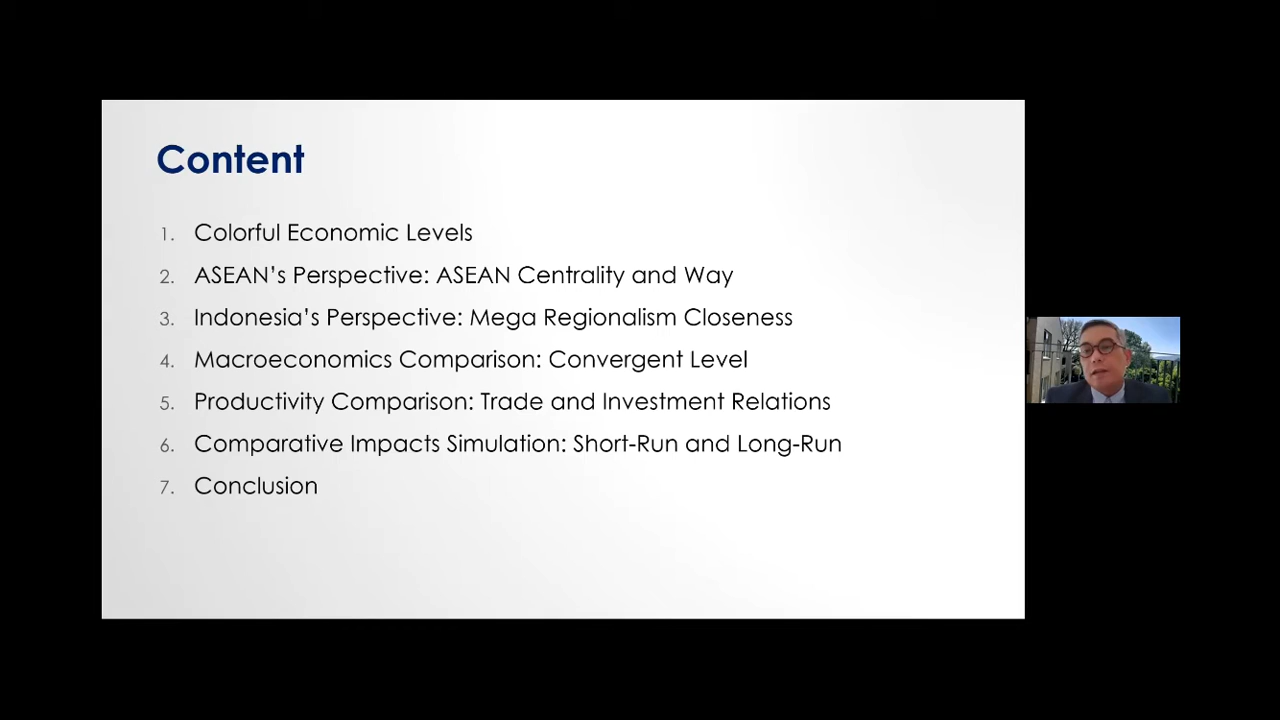 Content
1. Colorful Economic Levels
2. ASEAN's Perspective: ASEAN Centrality and Way
3. Indonesia's Perspective: Mega Regionalism Closeness
4. Macroeconomics Comparison: Convergent Level
5. Productivity Comparison: Trade and Investment Relations
6. Comparative Impacts Simulation: Short-Run and Long-Run
7. Conclusion